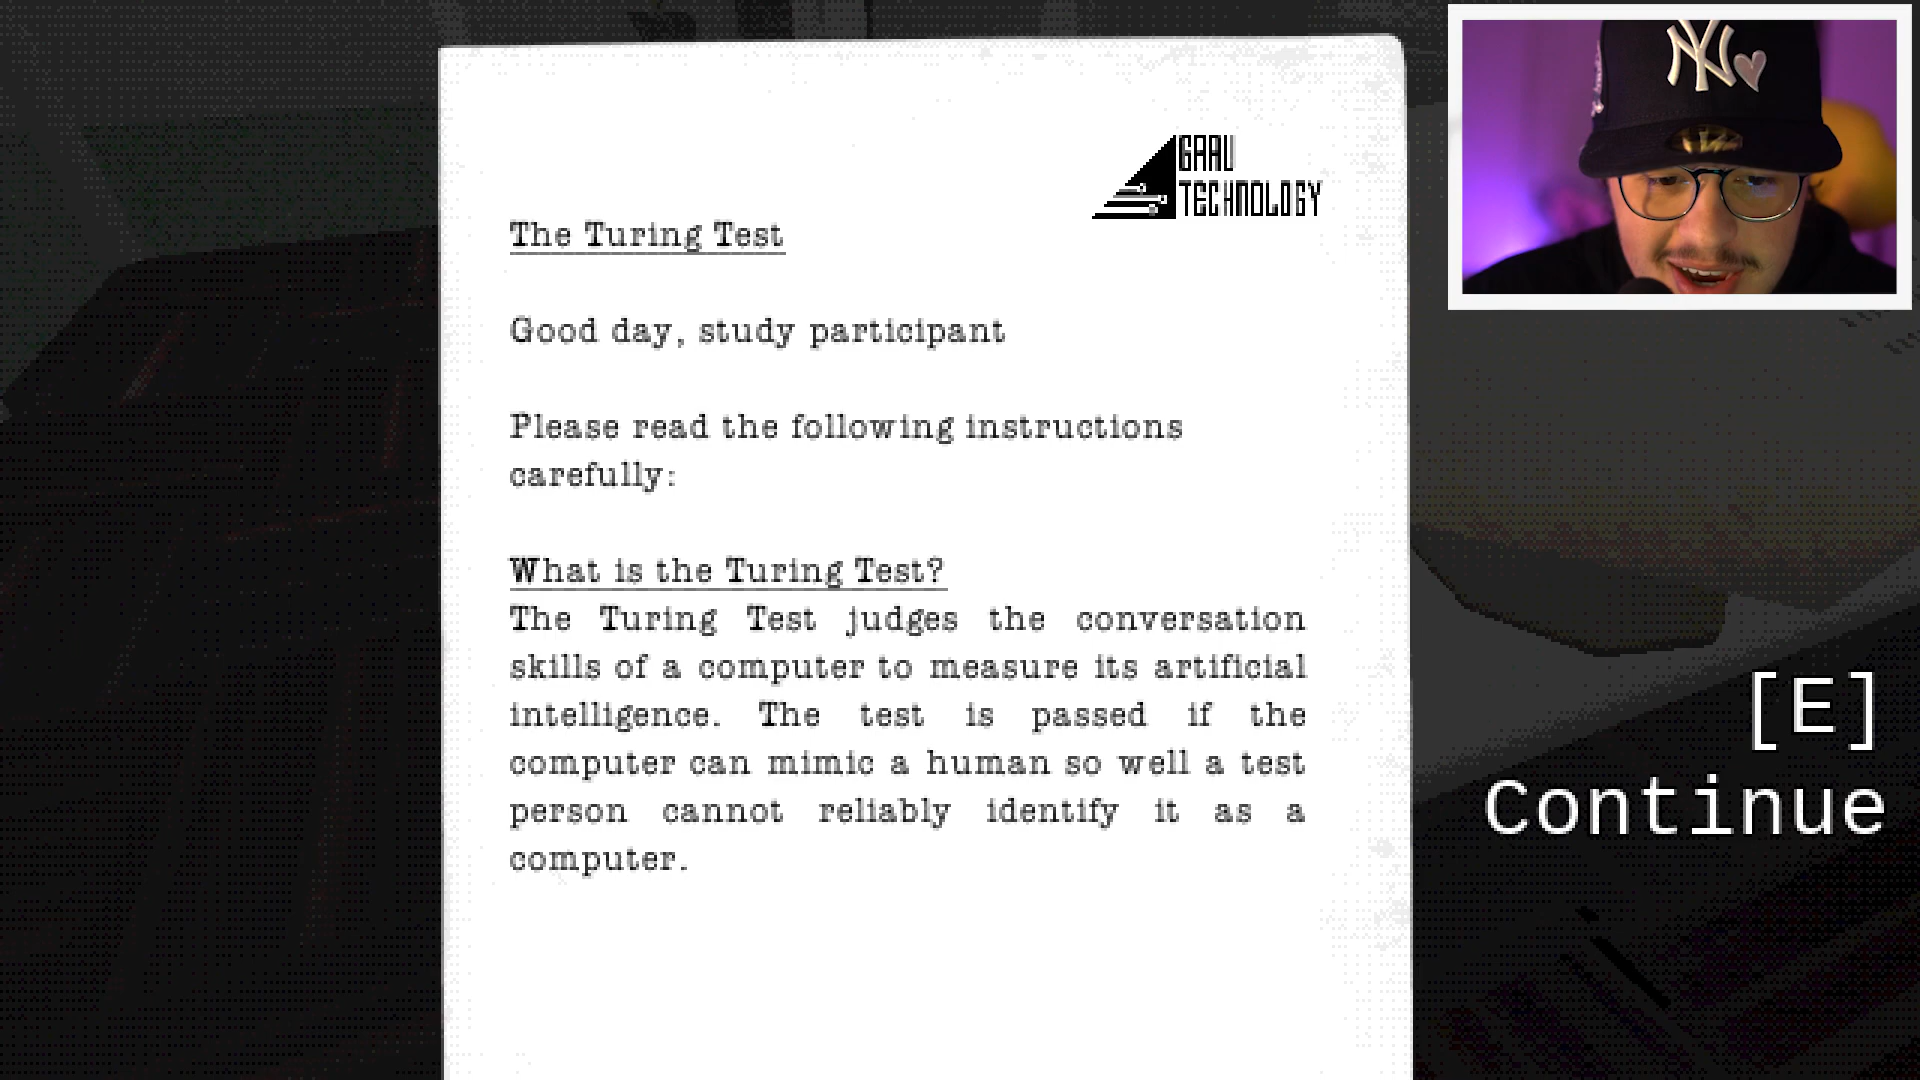 GARU
TECHNOLOGY
The Turing Test
Good day, study participant
Please read the following instructions
carefully:
What is the Turing Test?
The Turing Test judges the conversation
skills of a computer to measure its artificial
intelligence. The test is passed if the
computer can mimic a human so well a test
person cannot reliably identify it as a
computer.
NY
[E]
Continue